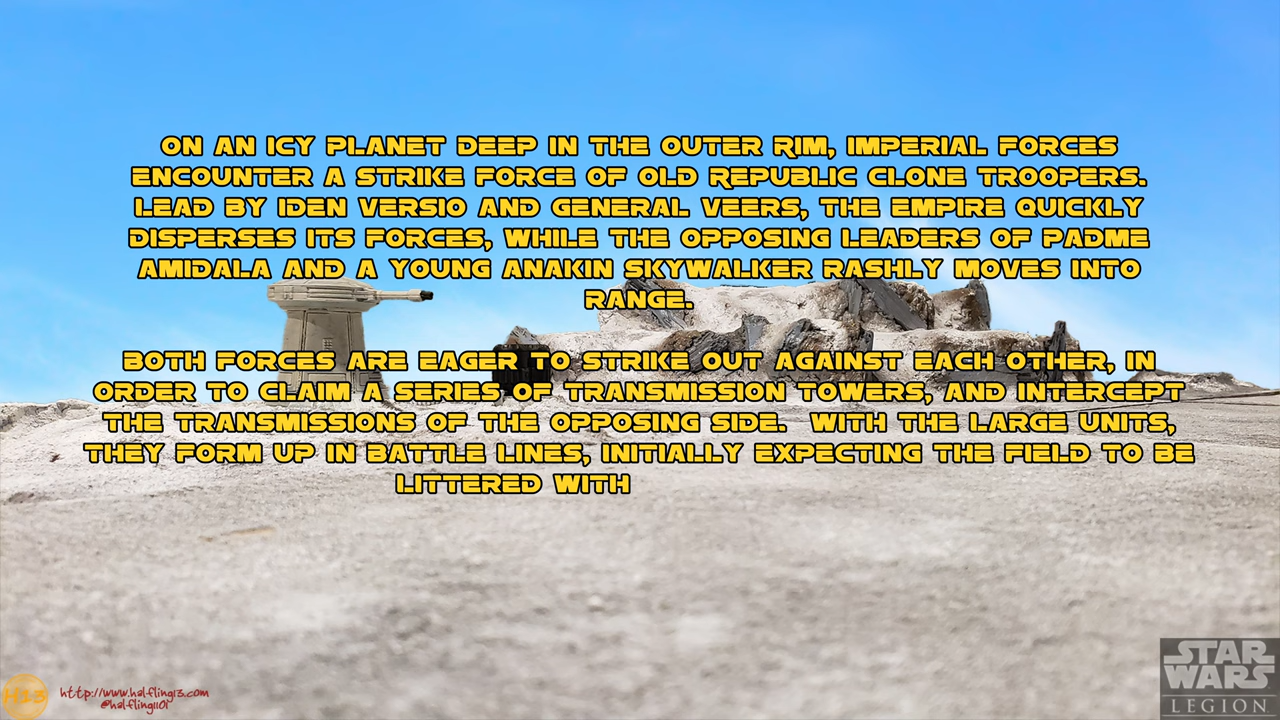 ON AN ICY PLANET DEEP IN THE OUTER RIM, IMPERIAL FORCES
ENCOUNTER A STRIKE FORCE OF OLD REPUBLIC CLONE TROOPERS.
LEAD BY IDEN VERSIO AND GENERAL VEERS, THE EMPIRE QUICKLY
DISPERSES ITS FORCES, WHILE THE OPPOSING LEADERS OF PADME
AMIDALA AND A YOUNG ANAKIN SKYWALKER RASHLY MOVES INTO
RANGE.
BOTH FORCES ARE EAGER TO STRIKE OUT AGAINST EACH OTHER, IN
ORDER TO CLAIM A SERIES OF TRANSMISSION TOWERS, AND INTERCEPT
THE TRANSMISSIONS OF THE OPPOSING SIDE. WITH THE LARGE UNITS,
THEY FORM UP IN BATTLE LINES, INITIALLY EXPECTING THE FIELD TO BE
LITTERED WITH
H13
http://www.halfling13.com
@halfling1101
STAR
WARS
LEGION